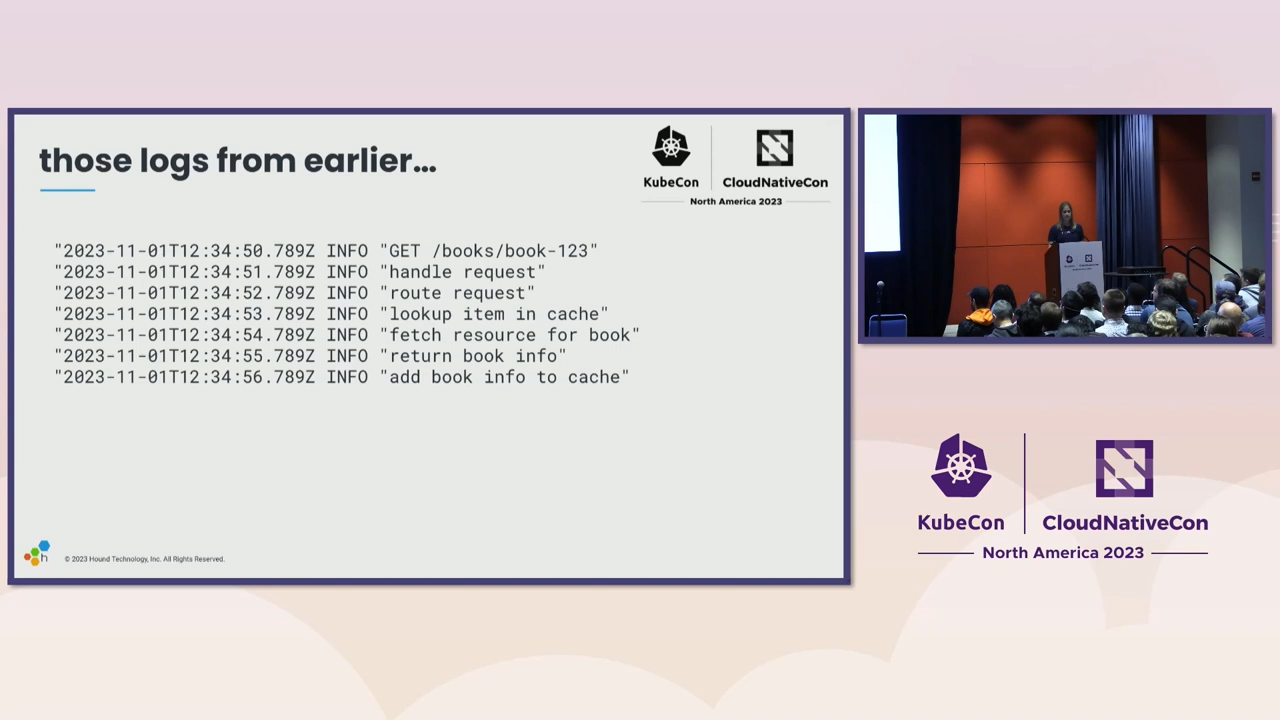 those logs from earlier...
KubeCon
CloudNativeCon
North America 2023
"2023-11-01T12:34:50.789Z INFO "GET /books/book-123"
"2023-11-01T12:34:51.789Z INFO "handle request"
"2023-11-01T12:34:52.789Z INFO "route request"
"2023-11-01T12:34:53.789Z INFO "lookup item in cache"
"2023-11-01T12:34:54.789Z INFO "fetch resource for book"
"2023-11-01T12:34:55.789Z INFO "return book info"
"2023-11-01T12:34:56.789Z INFO "add book info to cache"
h
© 2023 Hound Technology, Inc. All Rights Reserved.
KubeCon
CloudNativeCon
North America 2023